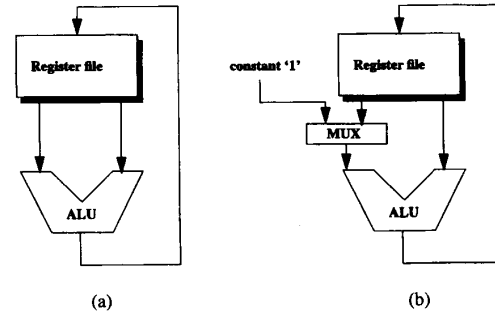 Register file
ALU
(a)
constant ‘1’
Register file
MUX
ALU
(b)